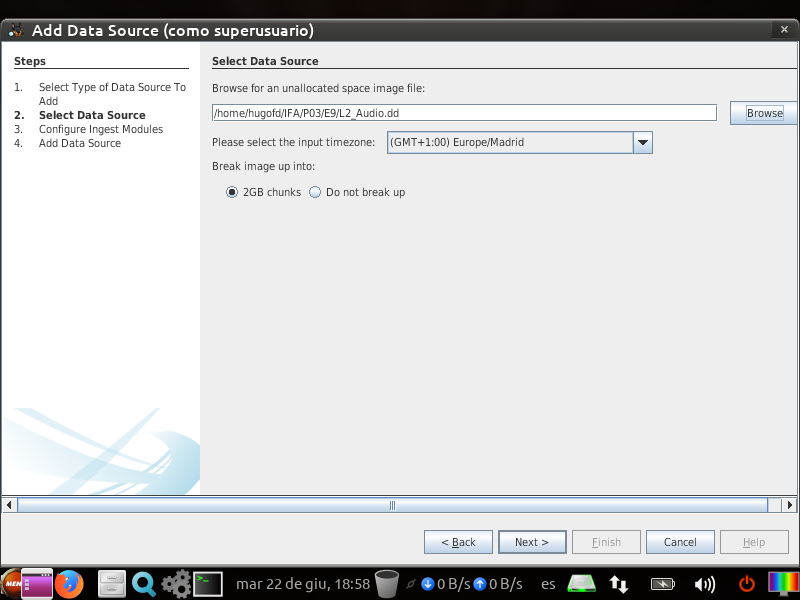 Add Data Source (como superusuario)
Steps
1. Select Type of Data Source To
Add
2. Select Data Source
3. Configure Ingest Modules
4. Add Data Source
Select Data Source
Browse for an unallocated space image file:
/home/hugofd/IFA/P03/E9/L2_Audio.dd
Browse
Please select the input timezone: (GMT+1:00) Europe/Madrid
Break image up into:
2GB chunks Do not break up
< Back Next > Finish Cancel Help
MEN mar 22 de giu, 18:58 0 B/s 0 B/s es